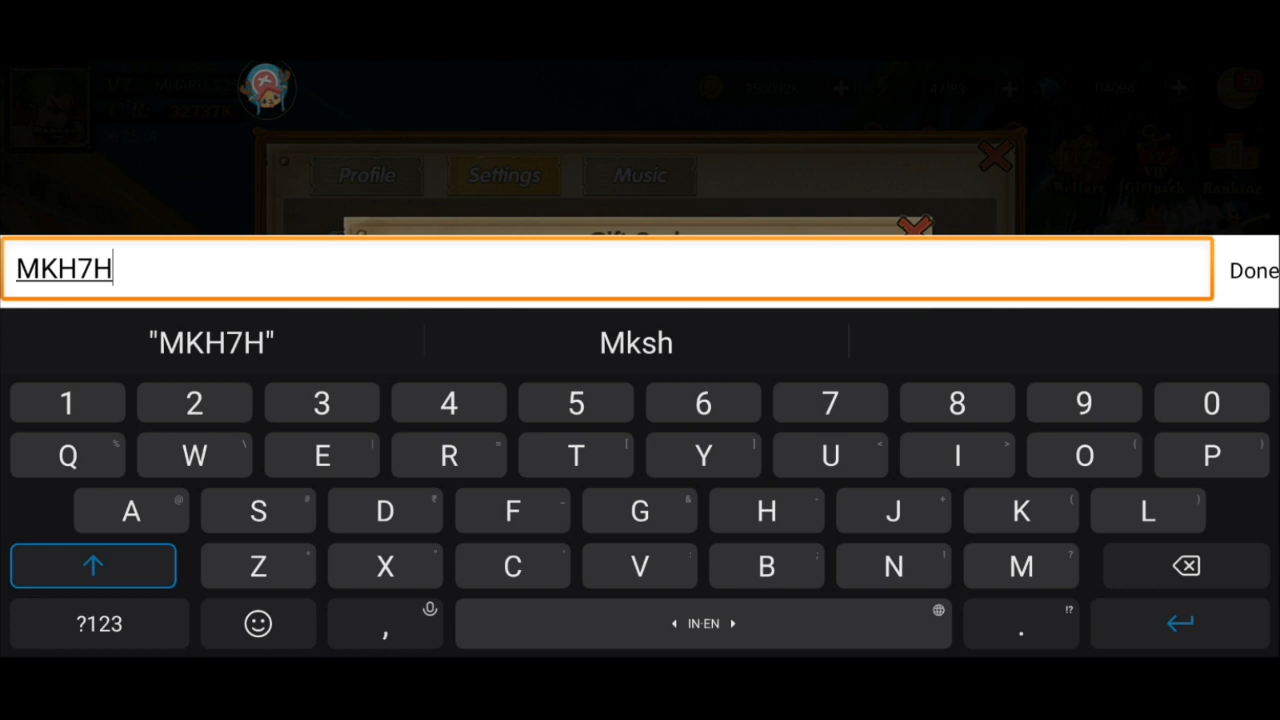 Profile Settings Music
MKH7H
Done
"MKH7H" Mksh
1 2 3 4 5 6 7 8 9 0
Q % W \ E | R = T [ Y ] U < I > O { P }
A @ S # D ₹ F _ G & H - J + K ( L )
Z * X " C ' V : B ; N ! M ?
?123 , IN·EN . !?